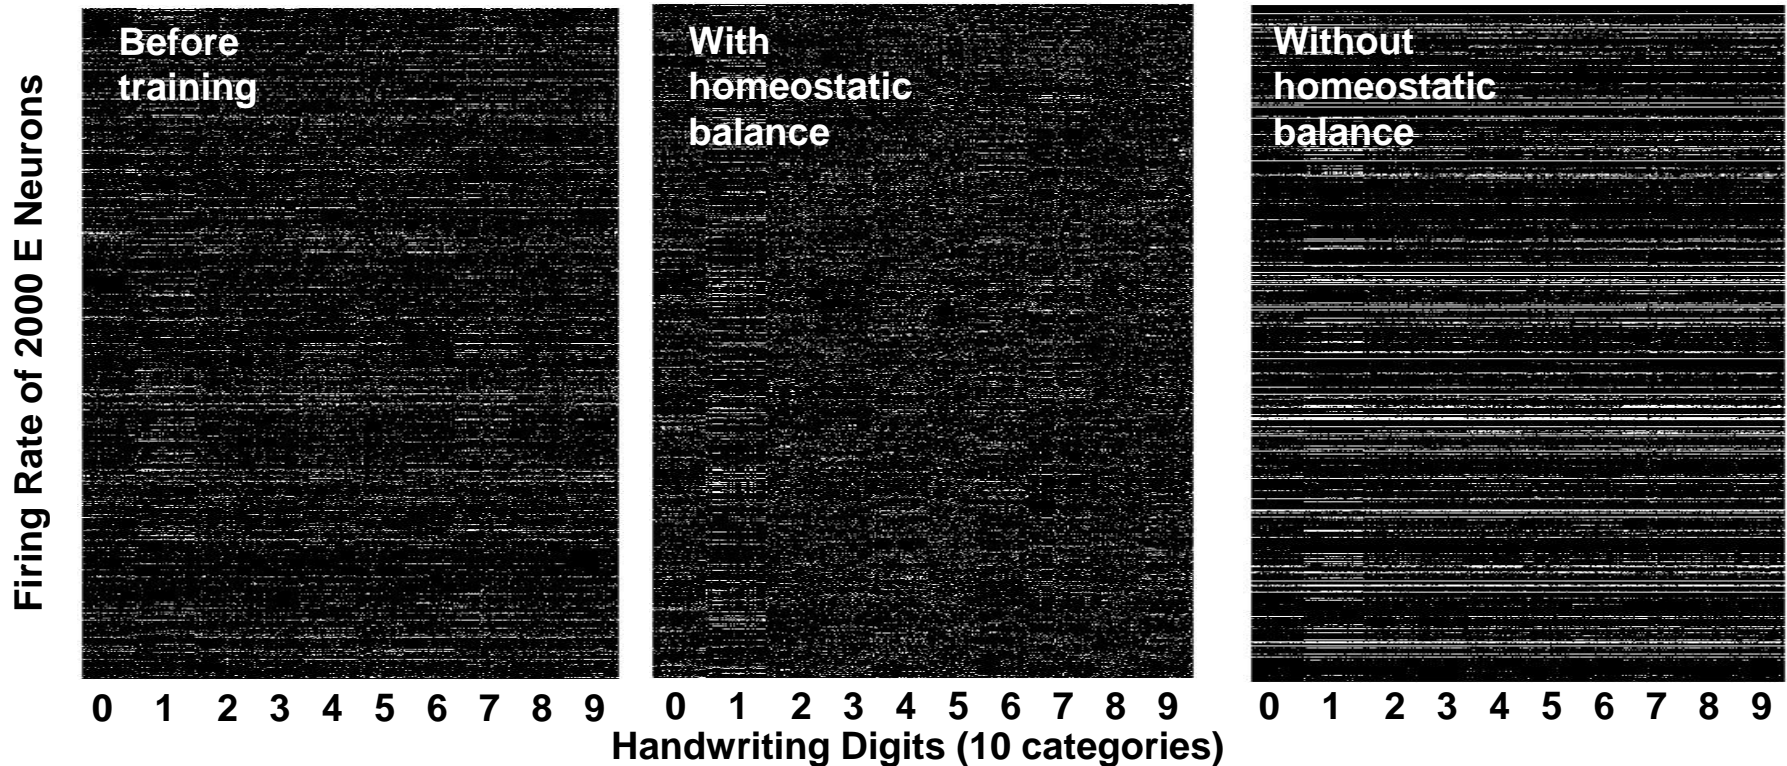 Firing Rate of 2000 E Neurons
Before
training
With
homeostatic
balance
Without
homeostatic
balance
0 1 2 3 4 5 6 7 8 9
0 1 2 3 4 5 6 7 8 9
0 1 2 3 4 5 6 7 8 9
Handwriting Digits (10 categories)